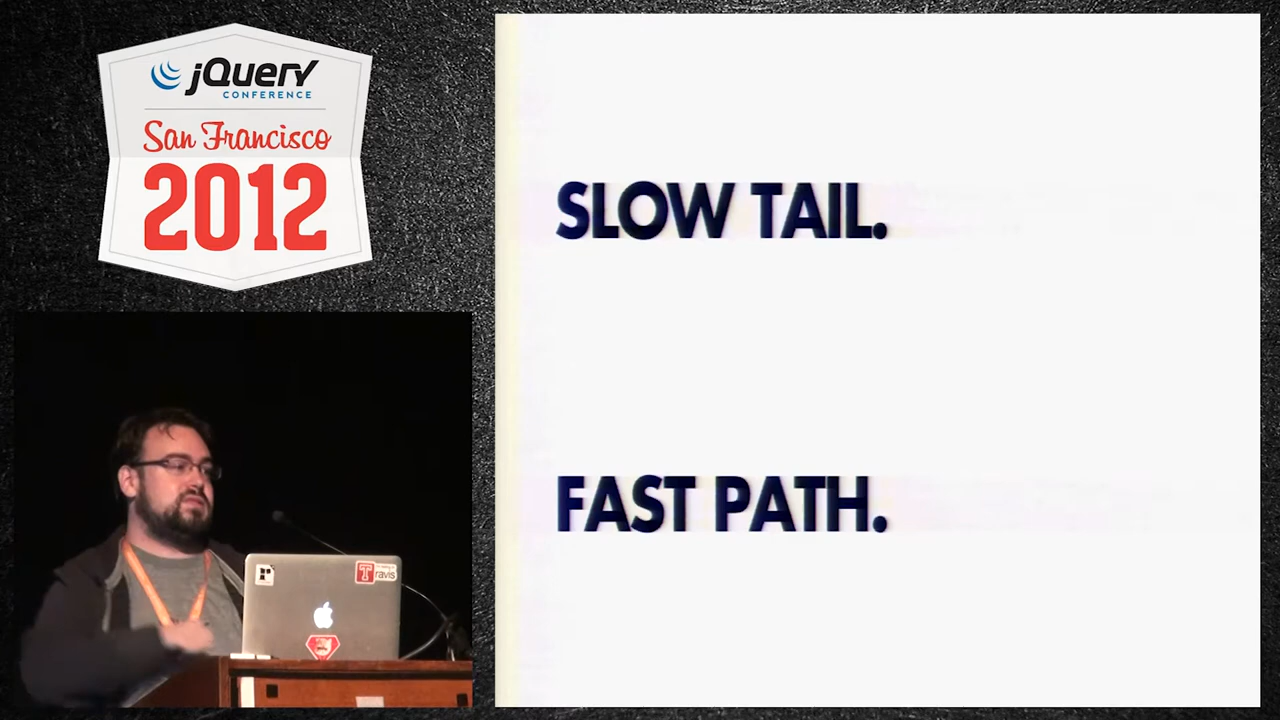 jQuery
CONFERENCE
San Francisco
2012
SLOW TAIL.
FAST PATH.
Travis